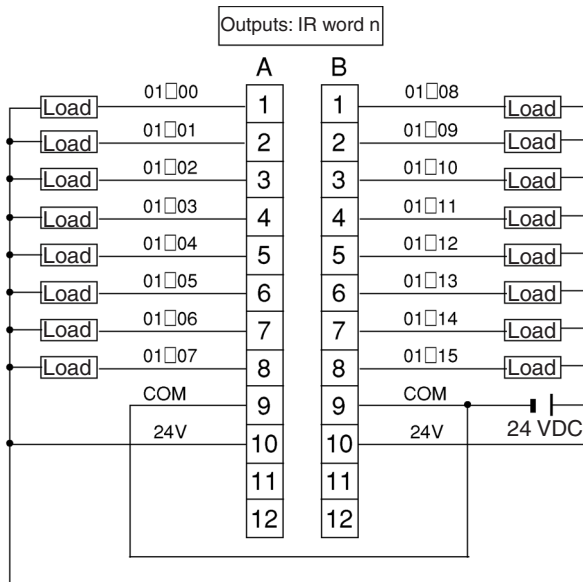 Outputs: IR word n
A B
Load 01□00 1 1 01□08 Load
Load 01□01 2 2 01□09 Load
Load 01□02 3 3 01□10 Load
Load 01□03 4 4 01□11 Load
Load 01□04 5 5 01□12 Load
Load 01□05 6 6 01□13 Load
Load 01□06 7 7 01□14 Load
Load 01□07 8 8 01□15 Load
COM 9 9 COM
24V 10 10 24V 24 VDC
11 11
12 12